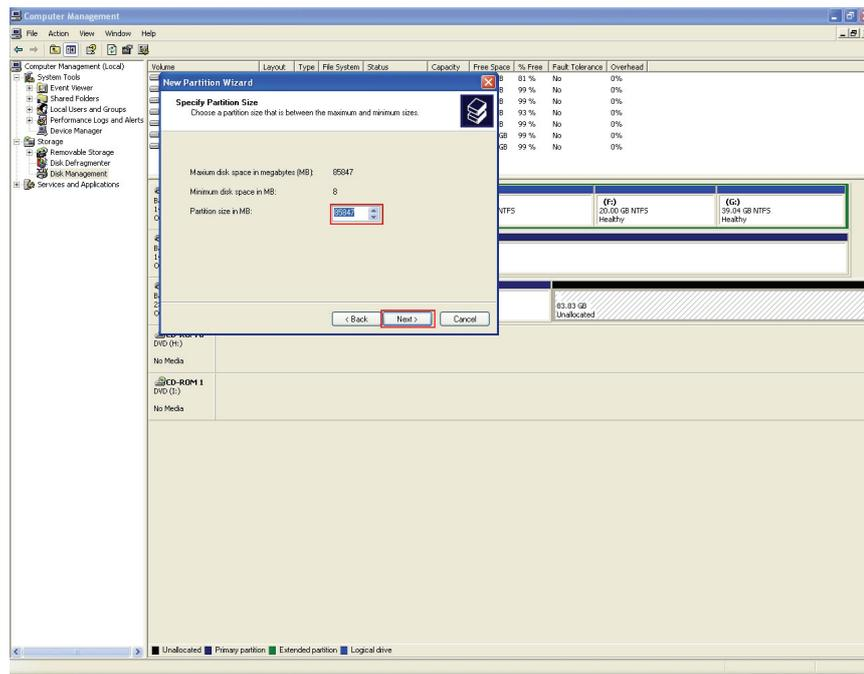 Computer Management
File Action View Window Help
Computer Management (Local)
System Tools
Event Viewer
Shared Folders
Local Users and Groups
Performance Logs and Alerts
Device Manager
Storage
Removable Storage
Disk Defragmenter
Disk Management
Services and Applications
Volume Layout Type File System Status Capacity Free Space % Free Fault Tolerance Overhead
B 81 % No 0%
B 99 % No 0%
B 99 % No 0%
B 93 % No 0%
B 99 % No 0%
GB 99 % No 0%
GB 99 % No 0%
New Partition Wizard
Specify Partition Size
Choose a partition size that is between the maximum and minimum sizes.
Maxium disk space in megabytes (MB): 85847
Minimum disk space in MB: 8
Partition size in MB: 85847
< Back Next > Cancel
NTFS
(F:)
20.00 GB NTFS
Healthy
(G:)
39.04 GB NTFS
Healthy
83.83 GB
Unallocated
DVD (H:)
No Media
CD-ROM 1
DVD (I:)
No Media
Unallocated Primary partition Extended partition Logical drive